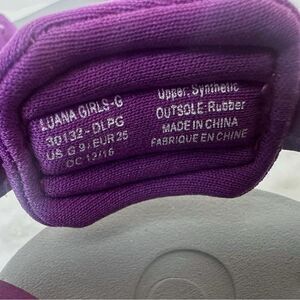 LUANA GIRLS-G
30132-DLPG
US G 9/EUR 25
OC 12/16
Upper: Synthetic
OUTSOLE: Rubber
MADE IN CHINA
FABRIQUE EN CHINE